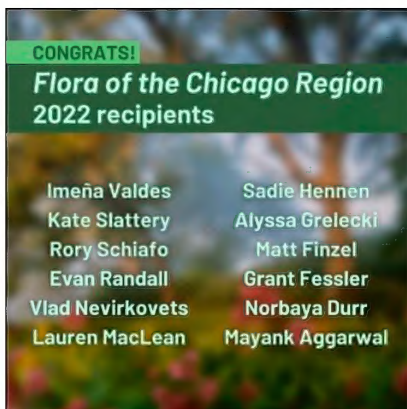 CONGRATS!
Flora of the Chicago Region
2022 recipients
Imeña Valdes
Kate Slattery
Rory Schiafo
Evan Randall
Vlad Nevirkovets
Lauren MacLean
Sadie Hennen
Alyssa Grelecki
Matt Finzel
Grant Fessler
Norbaya Durr
Mayank Aggarwal